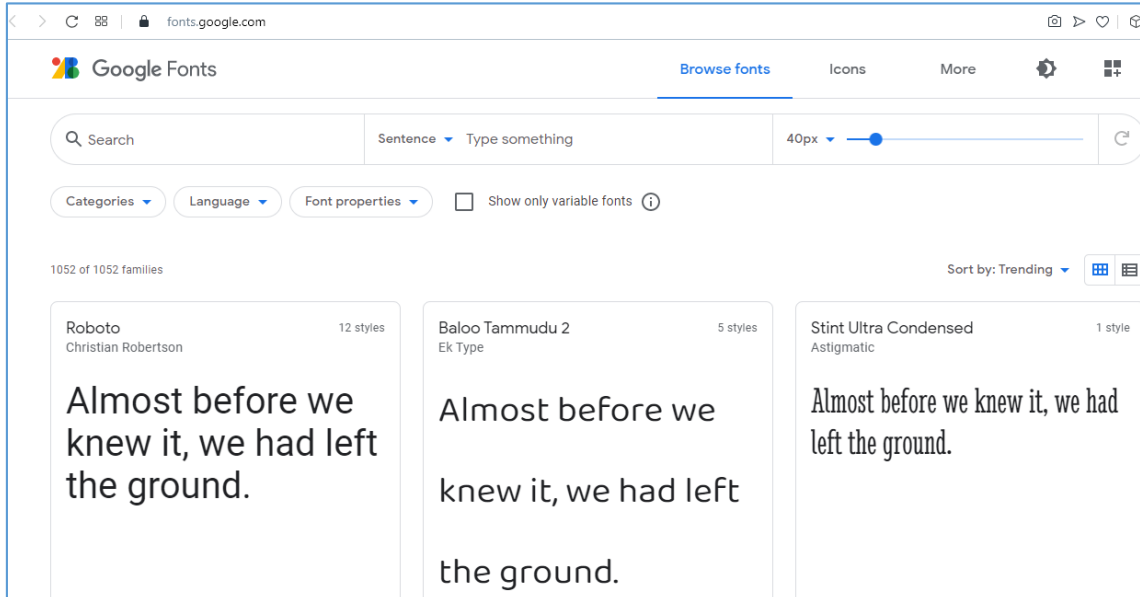 fonts.google.com
Google Fonts
Browse fonts
Icons
More
Search
Sentence
Type something
40px
Categories
Language
Font properties
Show only variable fonts
1052 of 1052 families
Sort by: Trending
Roboto
12 styles
Christian Robertson
Almost before we
knew it, we had left
the ground.
Baloo Tammudu 2
5 styles
Ek Type
Almost before we
knew it, we had left
the ground.
Stint Ultra Condensed
1 style
Astigmatic
Almost before we knew it, we had
left the ground.